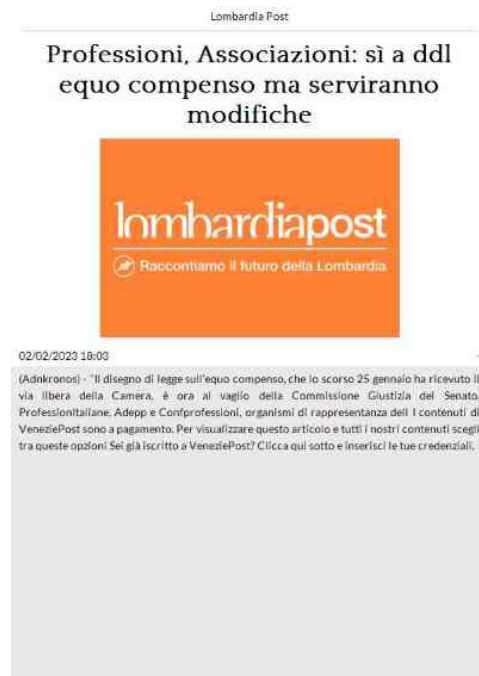 Lombardia Post
Professioni, Associazioni: sì a ddl
equo compenso ma serviranno
modifiche
lombardiapost
Raccontiamo il futuro della Lombardia
02/02/2023 18:03
(Adnkronos) - "Il disegno di legge sull'equo compenso, che lo scorso 25 gennaio ha ricevuto il
via libera della Camera, è ora al vaglio della Commissione Giustizia del Senato.
ProfessionItaliane, Adepp e Confprofessioni, organismi di rappresentanza dell I contenuti di
VeneziePost sono a pagamento. Per visualizzare questo articolo e tutti i nostri contenuti scegli
tra queste opzioni Sei già iscritto a VeneziePost? Clicca qui sotto e inserisci le tue credenziali.